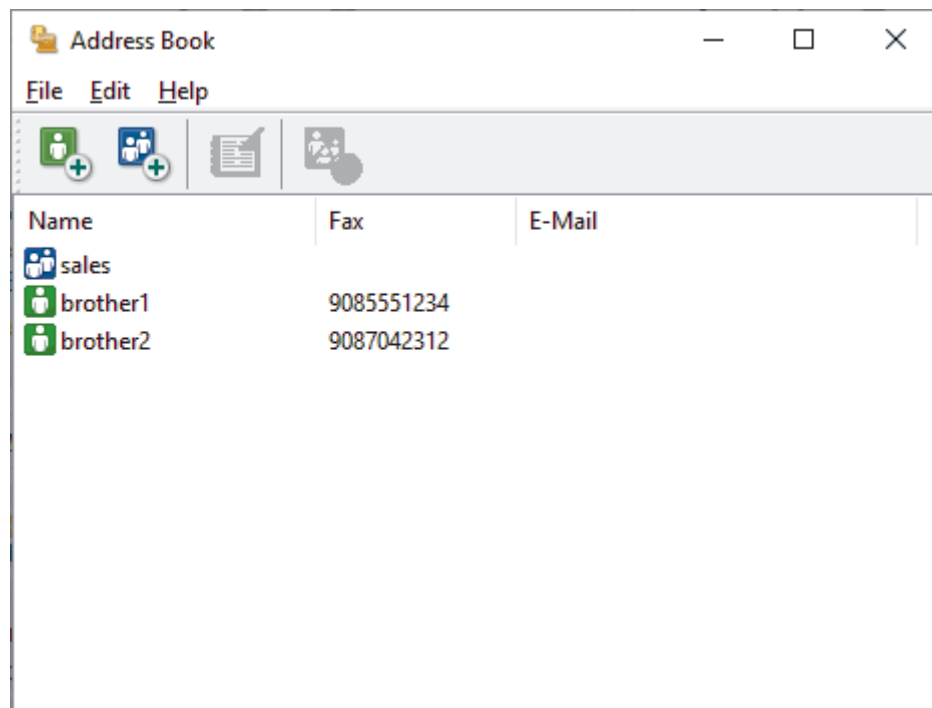 Address Book
File Edit Help
Name Fax E-Mail
sales
brother1 9085551234
brother2 9087042312